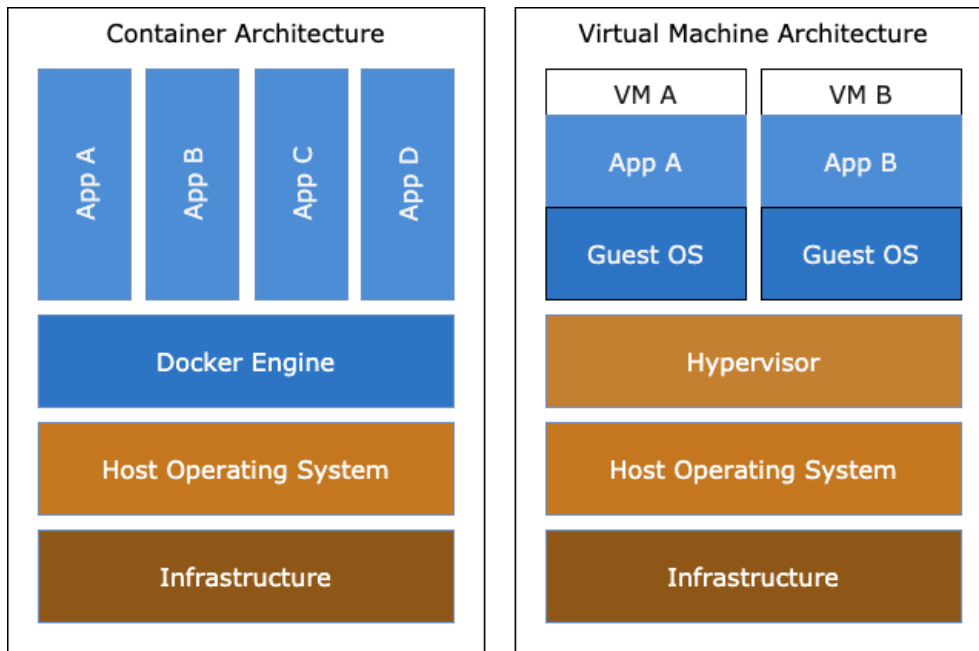 Container Architecture
App A
App B
App C
App D
Docker Engine
Host Operating System
Infrastructure
Virtual Machine Architecture
VM A
VM B
App A
App B
Guest OS
Guest OS
Hypervisor
Host Operating System
Infrastructure